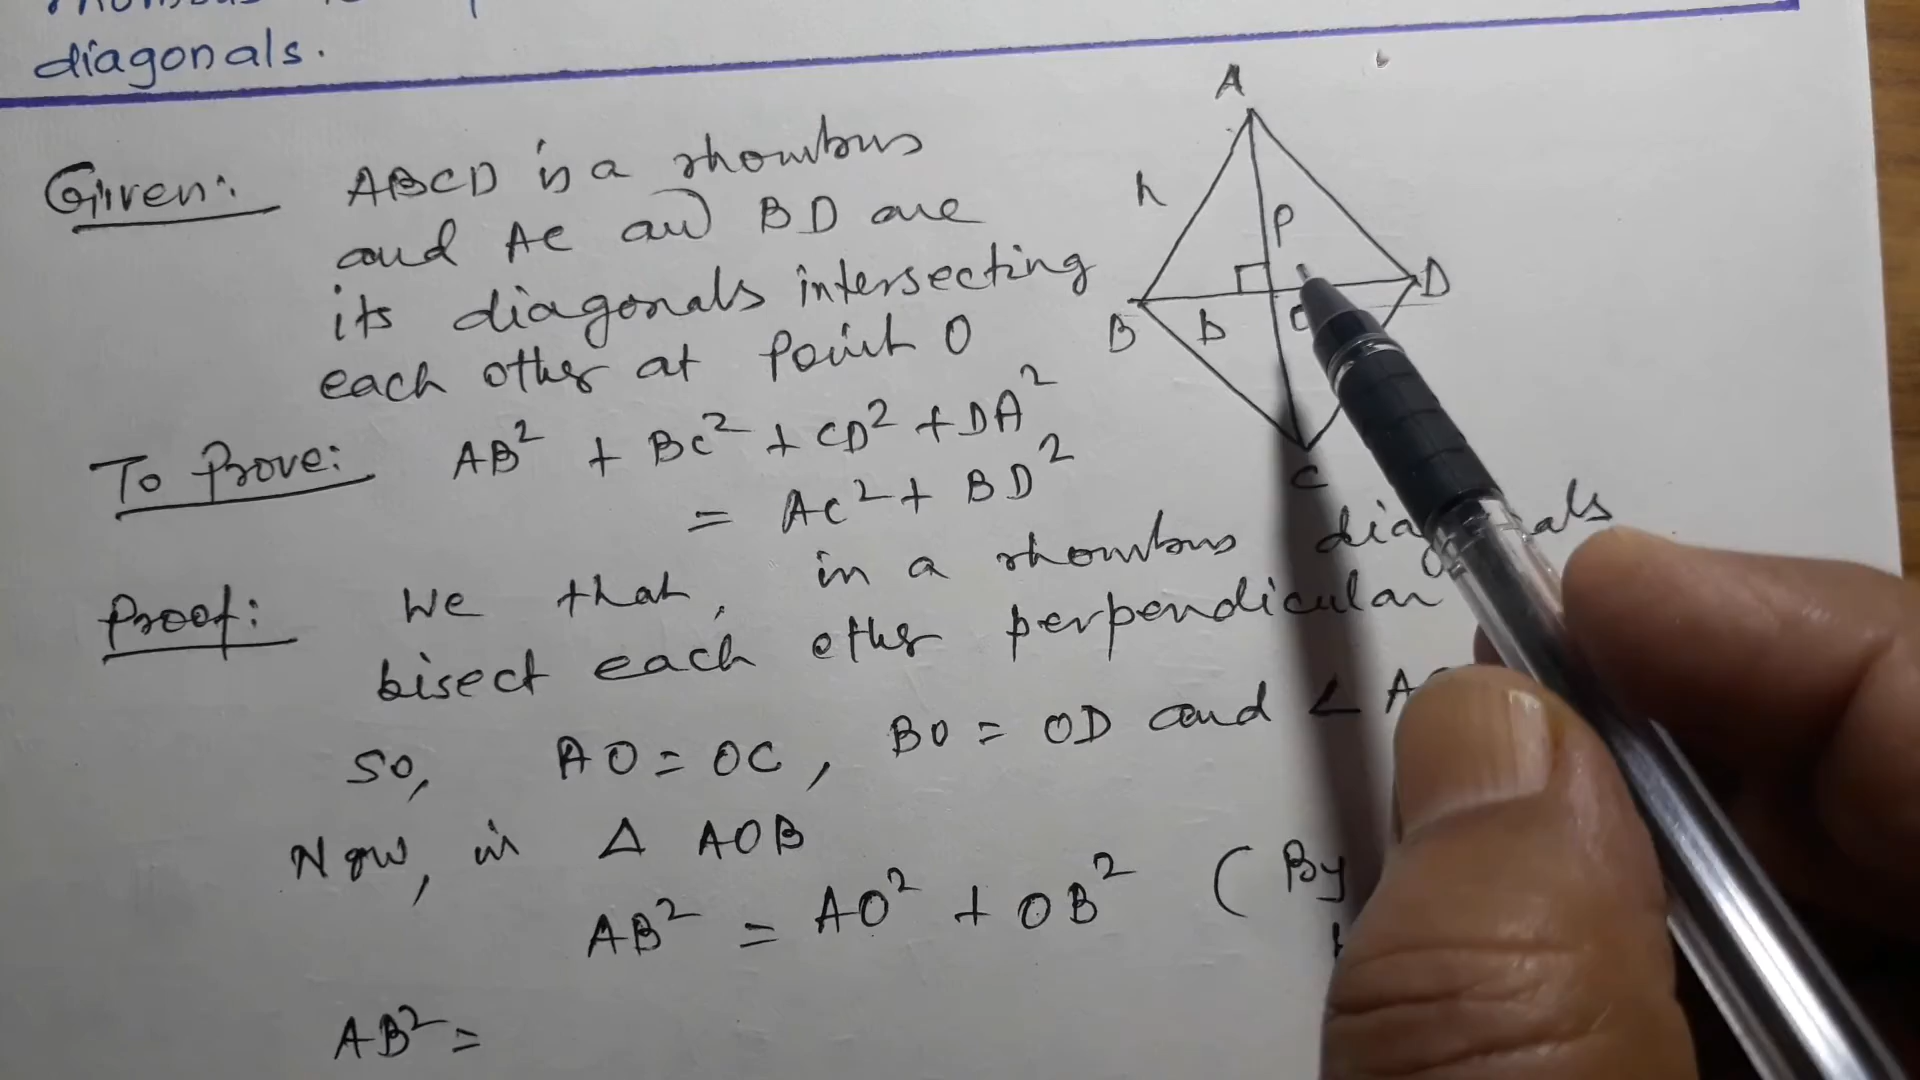 diagonals.
Given: ABCD is a rhombus
and AC and BD are
its diagonals intersecting
each other at Point O
To Prove: AB² + BC² + CD² + DA²
= AC² + BD²
Proof: We that, in a rhombus
bisect each other perpendicular
So, AO = OC, BO = OD and ∠
Now, in Δ AOB
AB² = AO² + OB² (By
AB² =
A
h
P
B
b
D
C